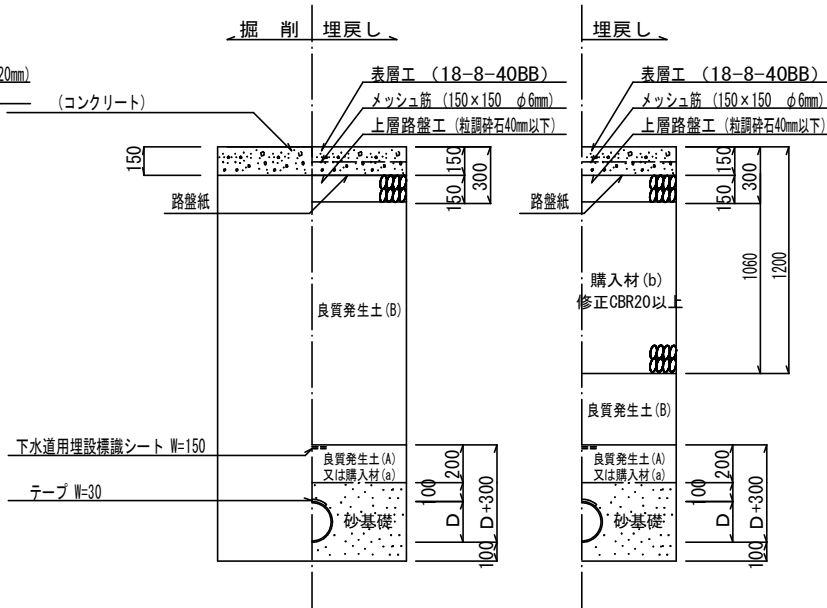 掘 削
埋戻し
埋戻し
20mm)
(コンクリート)
表層工 (18-8-40BB)
メッシュ筋 (150×150 φ6mm)
上層路盤工 (粒調砕石40mm以下)
表層工 (18-8-40BB)
メッシュ筋 (150×150 φ6mm)
上層路盤工 (粒調砕石40mm以下)
150
150
150
300
150
150
300
路盤紙
路盤紙
1060
1200
良質発生土(B)
購入材(b)
修正CBR20以上
良質発生土(B)
下水道用埋設標識シート W=150
良質発生土(A)
又は購入材(a)
200
良質発生土(A)
又は購入材(a)
200
テープ W=30
100
100
砂基礎
D
D+300
砂基礎
D
D+300
100
100